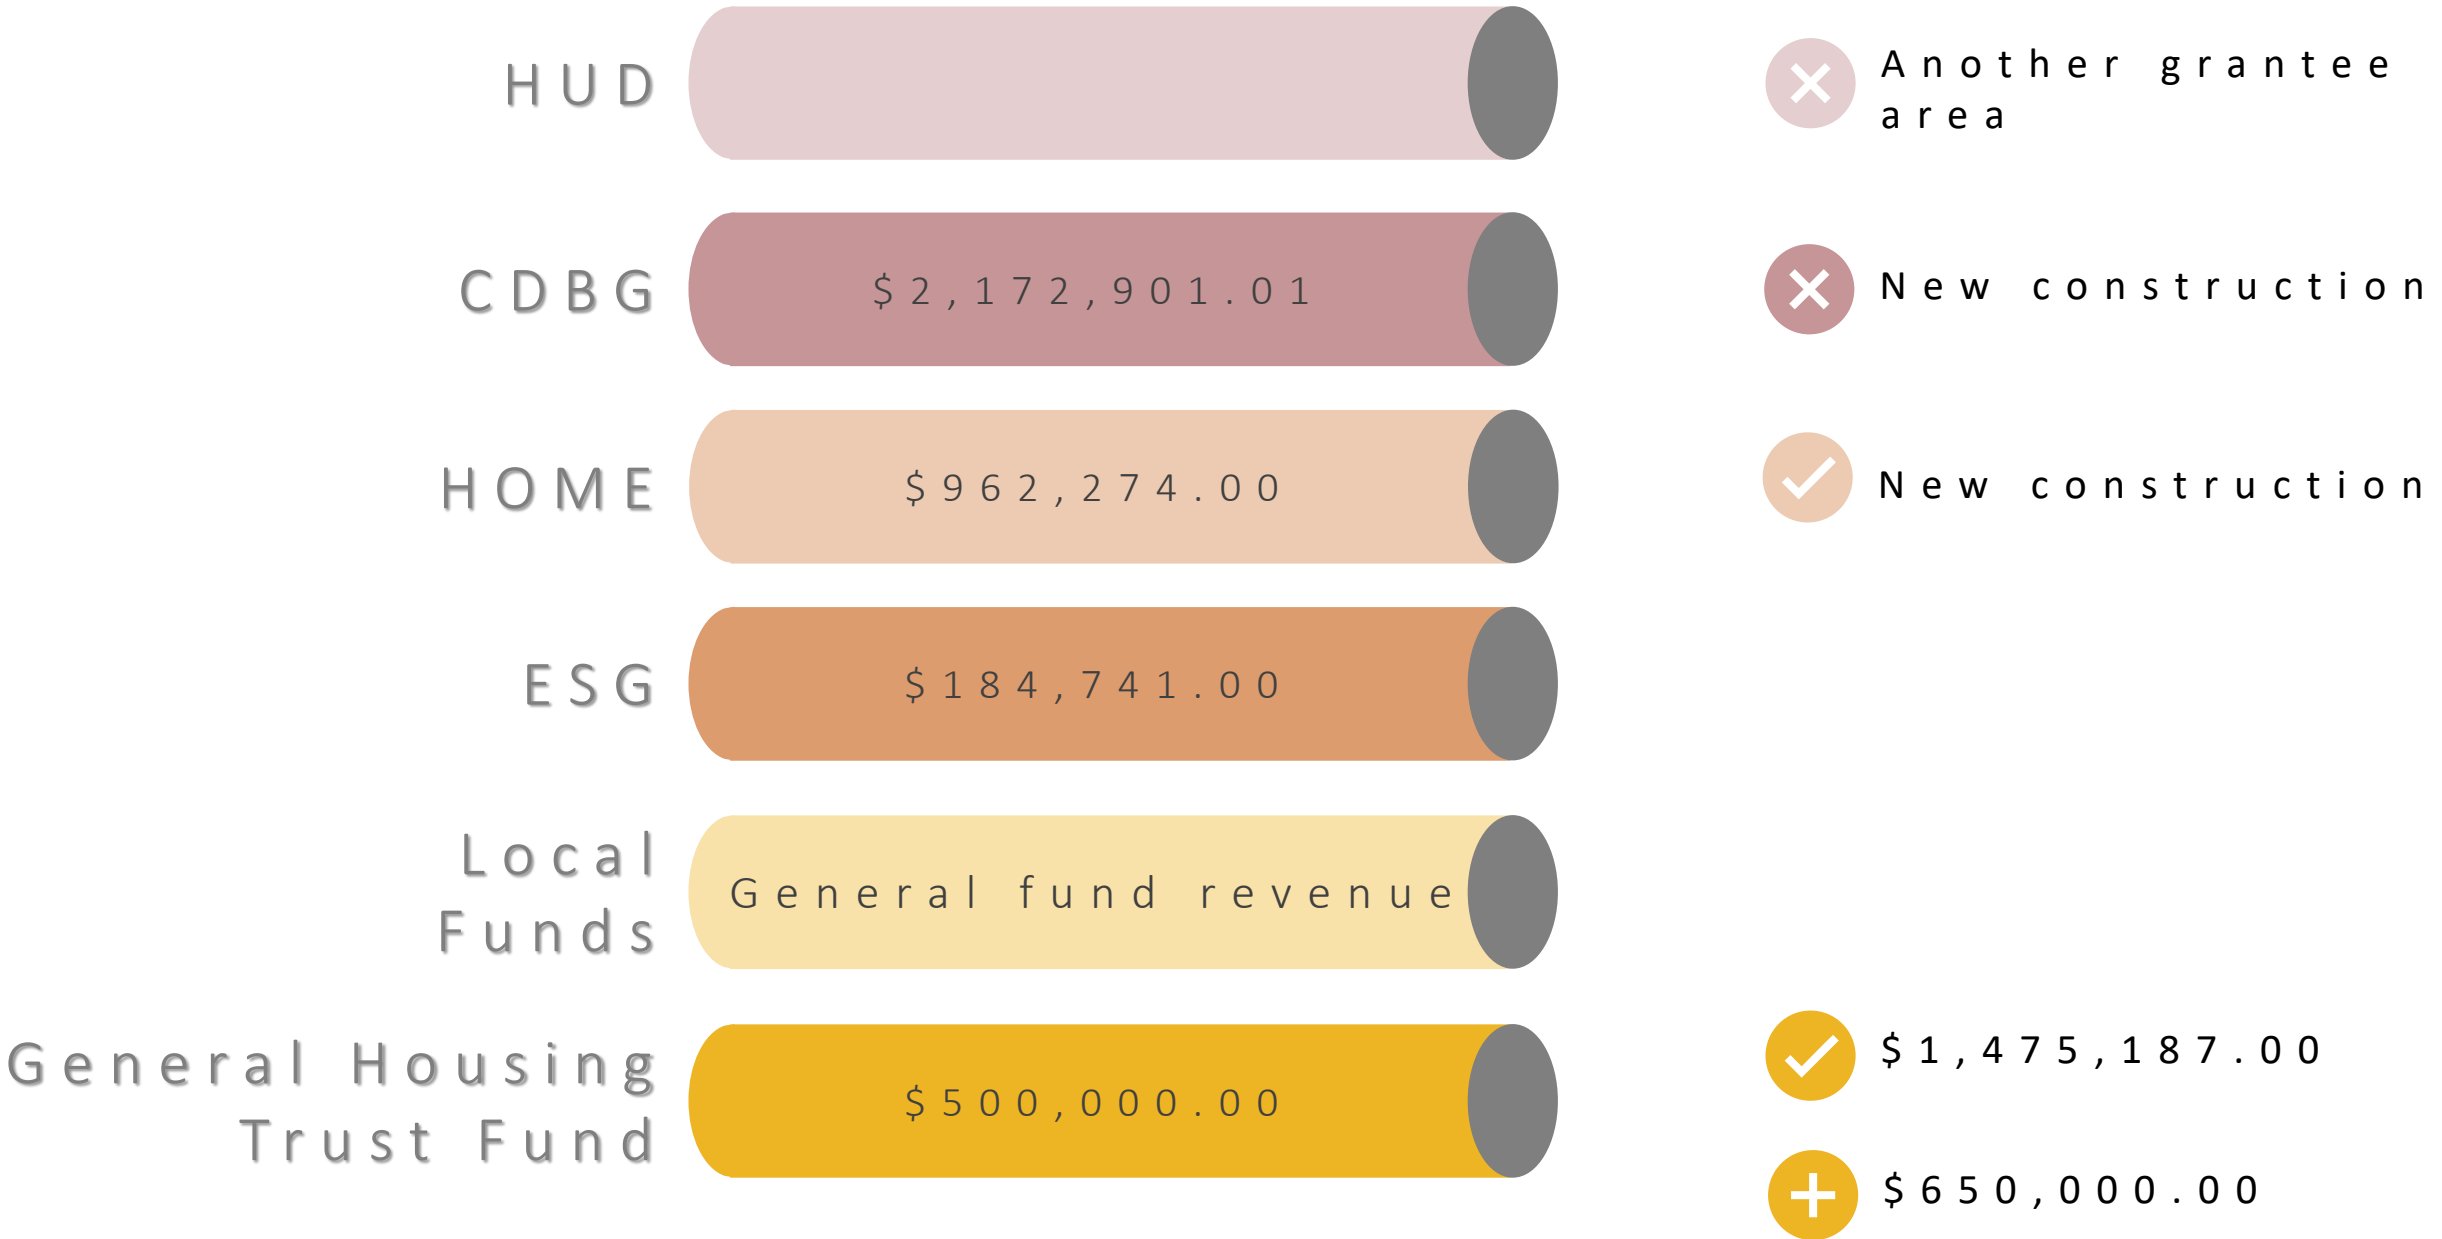 HUD
Another grantee
area
CDBG
$2,172,901.01
New construction
HOME
$962,274.00
New construction
ESG
$184,741.00
Local
Funds
General fund revenue
General Housing
Trust Fund
$500,000.00
$1,475,187.00
$650,000.00